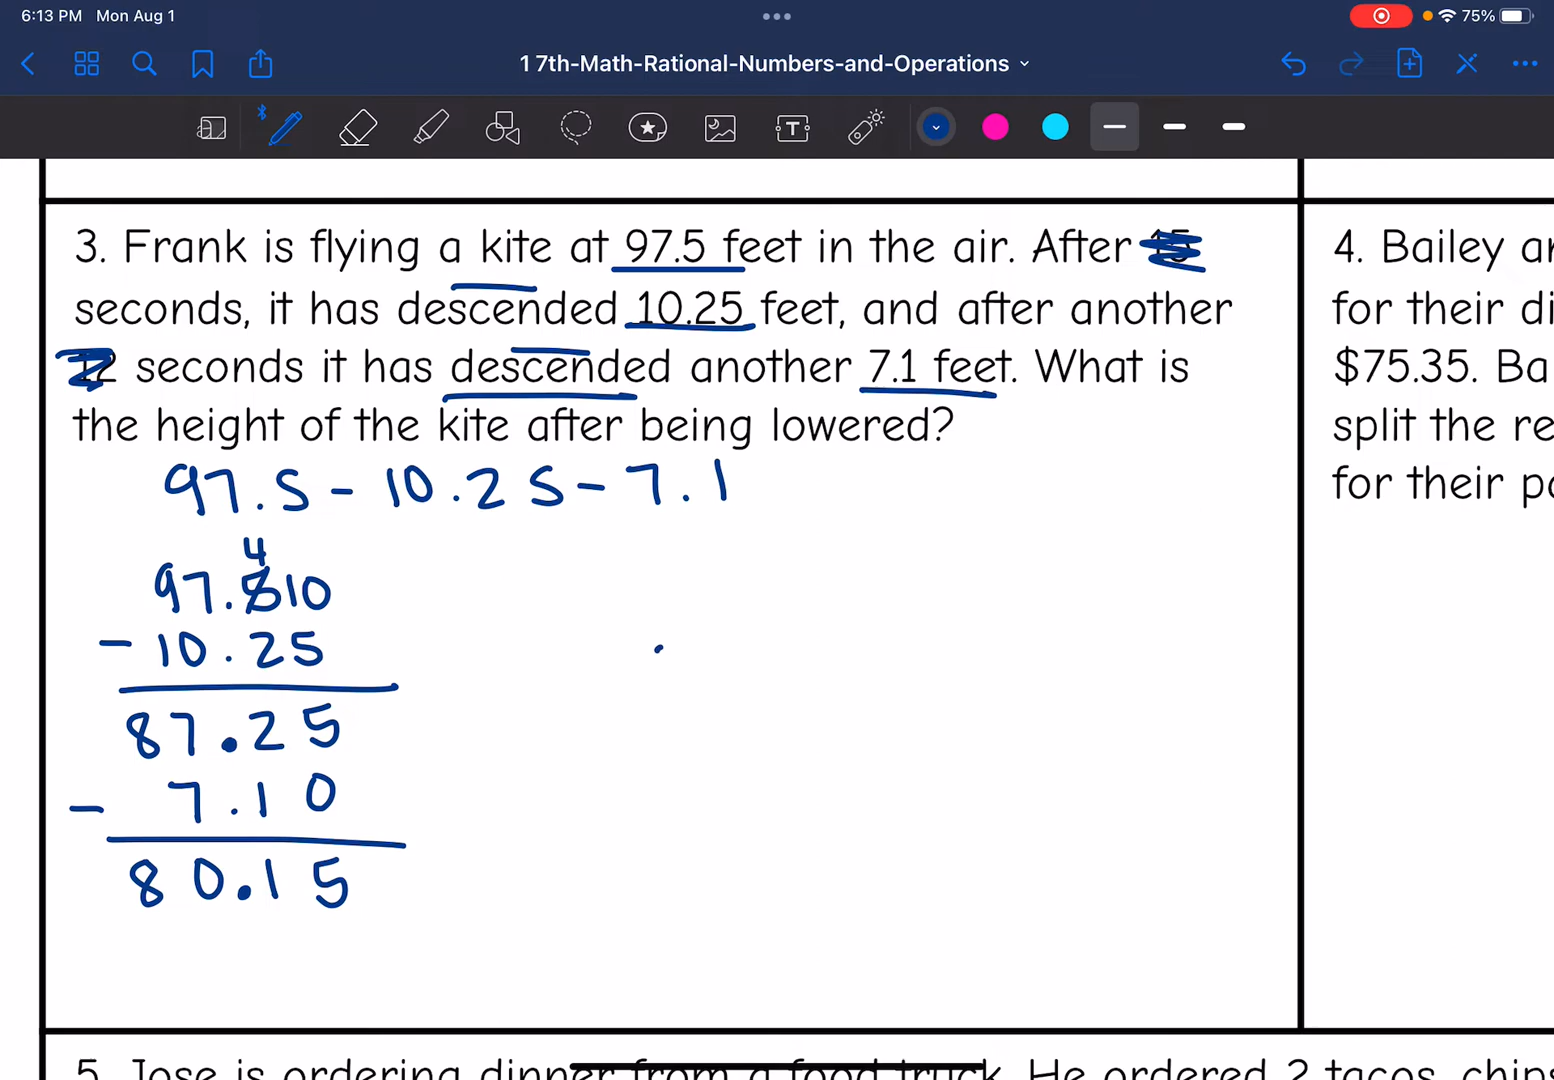 6:13 PM Mon Aug 1
75%
1 7th-Math-Rational-Numbers-and-Operations
T
3. Frank is flying a kite at 97.5 feet in the air. After 15
seconds, it has descended 10.25 feet, and after another
12 seconds it has descended another 7.1 feet. What is
the height of the kite after being lowered?
97.5 - 10.25 - 7.1
4
97.510
- 10.25
87.25
- 7.10
80.15
4. Bailey
for their
$75.35.
split the
for their
5. Jose is ordering dinner from a food truck. He ordered 2 tacos,